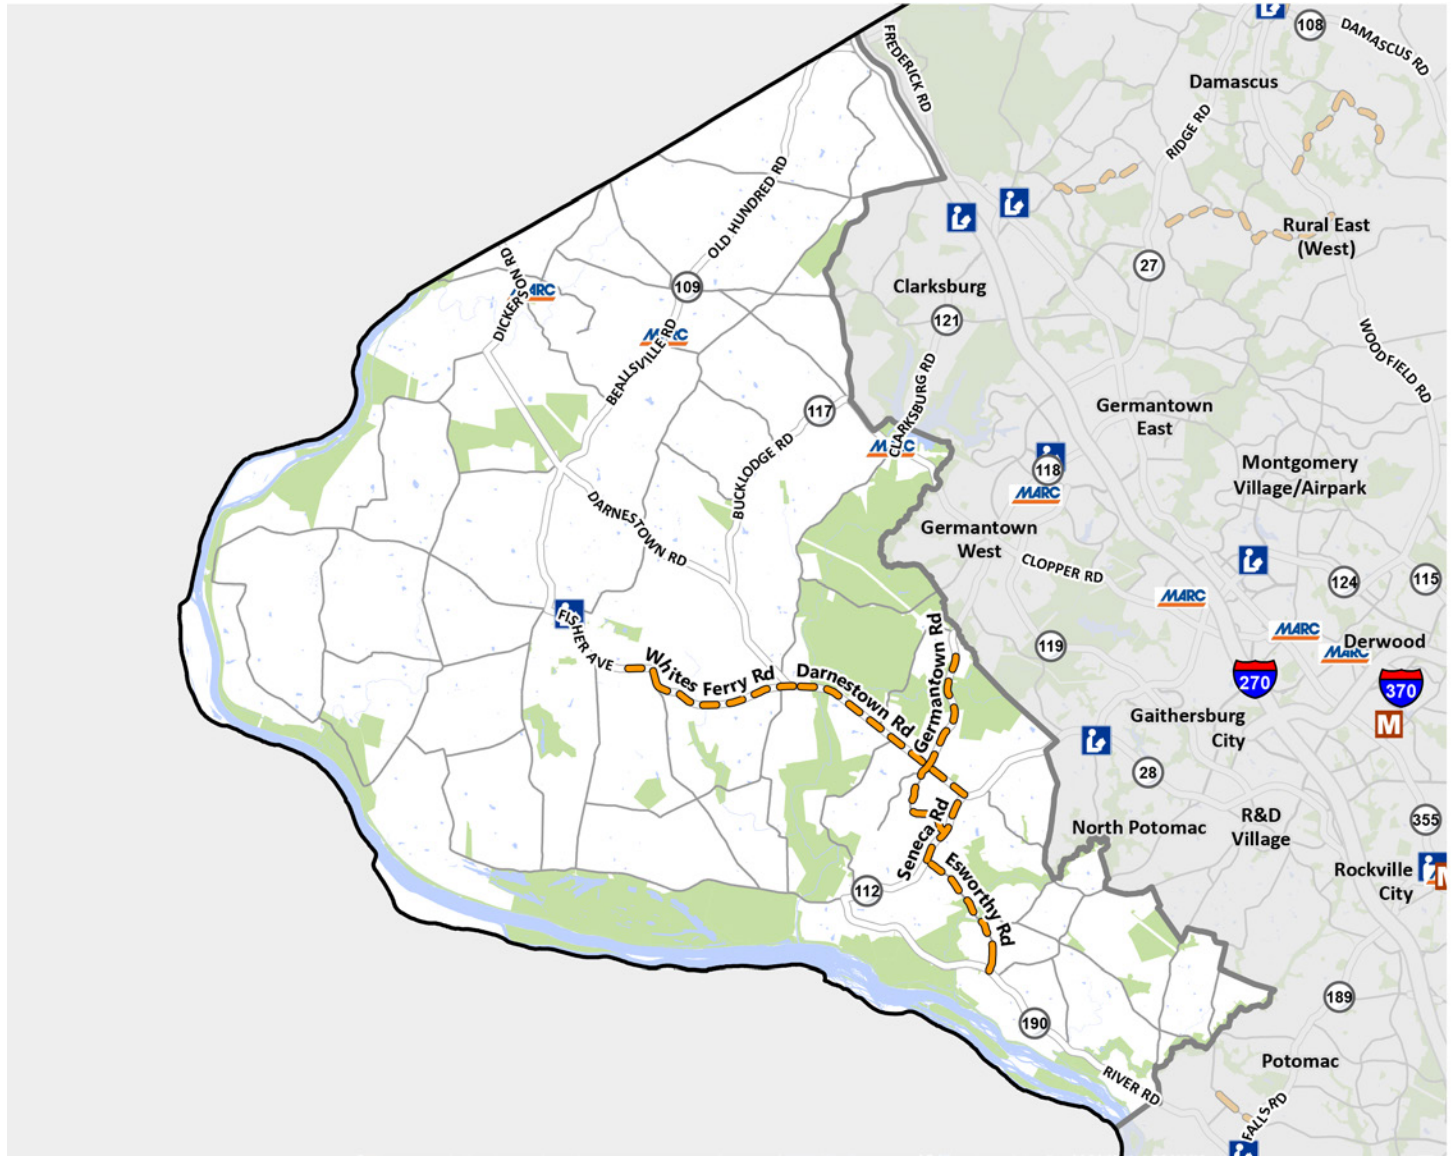 108
DAMASCUS RD
FREDERICK RD
Damascus
RIDGE RD
OLD HUNDRED RD
Rural East
(West)
27
DICKERSON RD
MARC
109
Clarksburg
121
MARC
BEALLSVILLE RD
WOODFIELD RD
CLARKSBURG RD
117
Germantown
East
MARC
BUCKLODGE RD
118
MARC
Montgomery
Village/Airpark
DARNESTOWN RD
Germantown
West
CLOPPER RD
124
115
MARC
FISHER AVE
MARC
Derwood
MARC
119
Whites Ferry Rd
Darnestown Rd
Germantown Rd
270
370
Gaithersburg
City
M
28
Seneca Rd
North Potomac
R&D
Village
355
Esworthy Rd
112
Rockville
City
M
189
190
Potomac
RIVER RD
FALLS RD